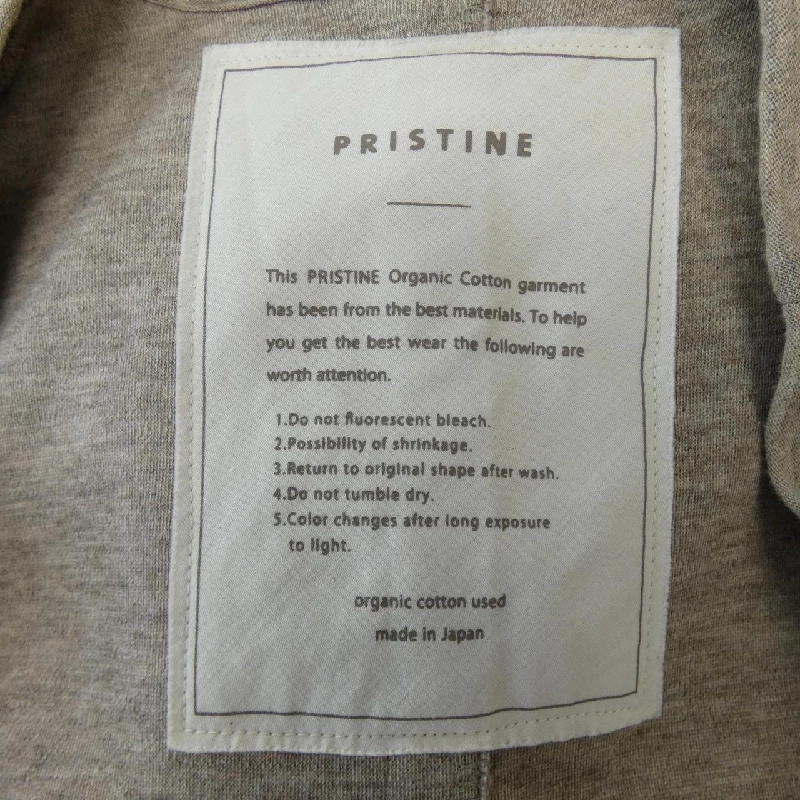 PRISTINE
This PRISTINE Organic Cotton garment
has been from the best materials. To help
you get the best wear the following are
worth attention.
1.Do not fluorescent bleach.
2.Possibility of shrinkage.
3.Return to original shape after wash.
4.Do not tumble dry.
5.Color changes after long exposure
to light.
organic cotton used
made in Japan